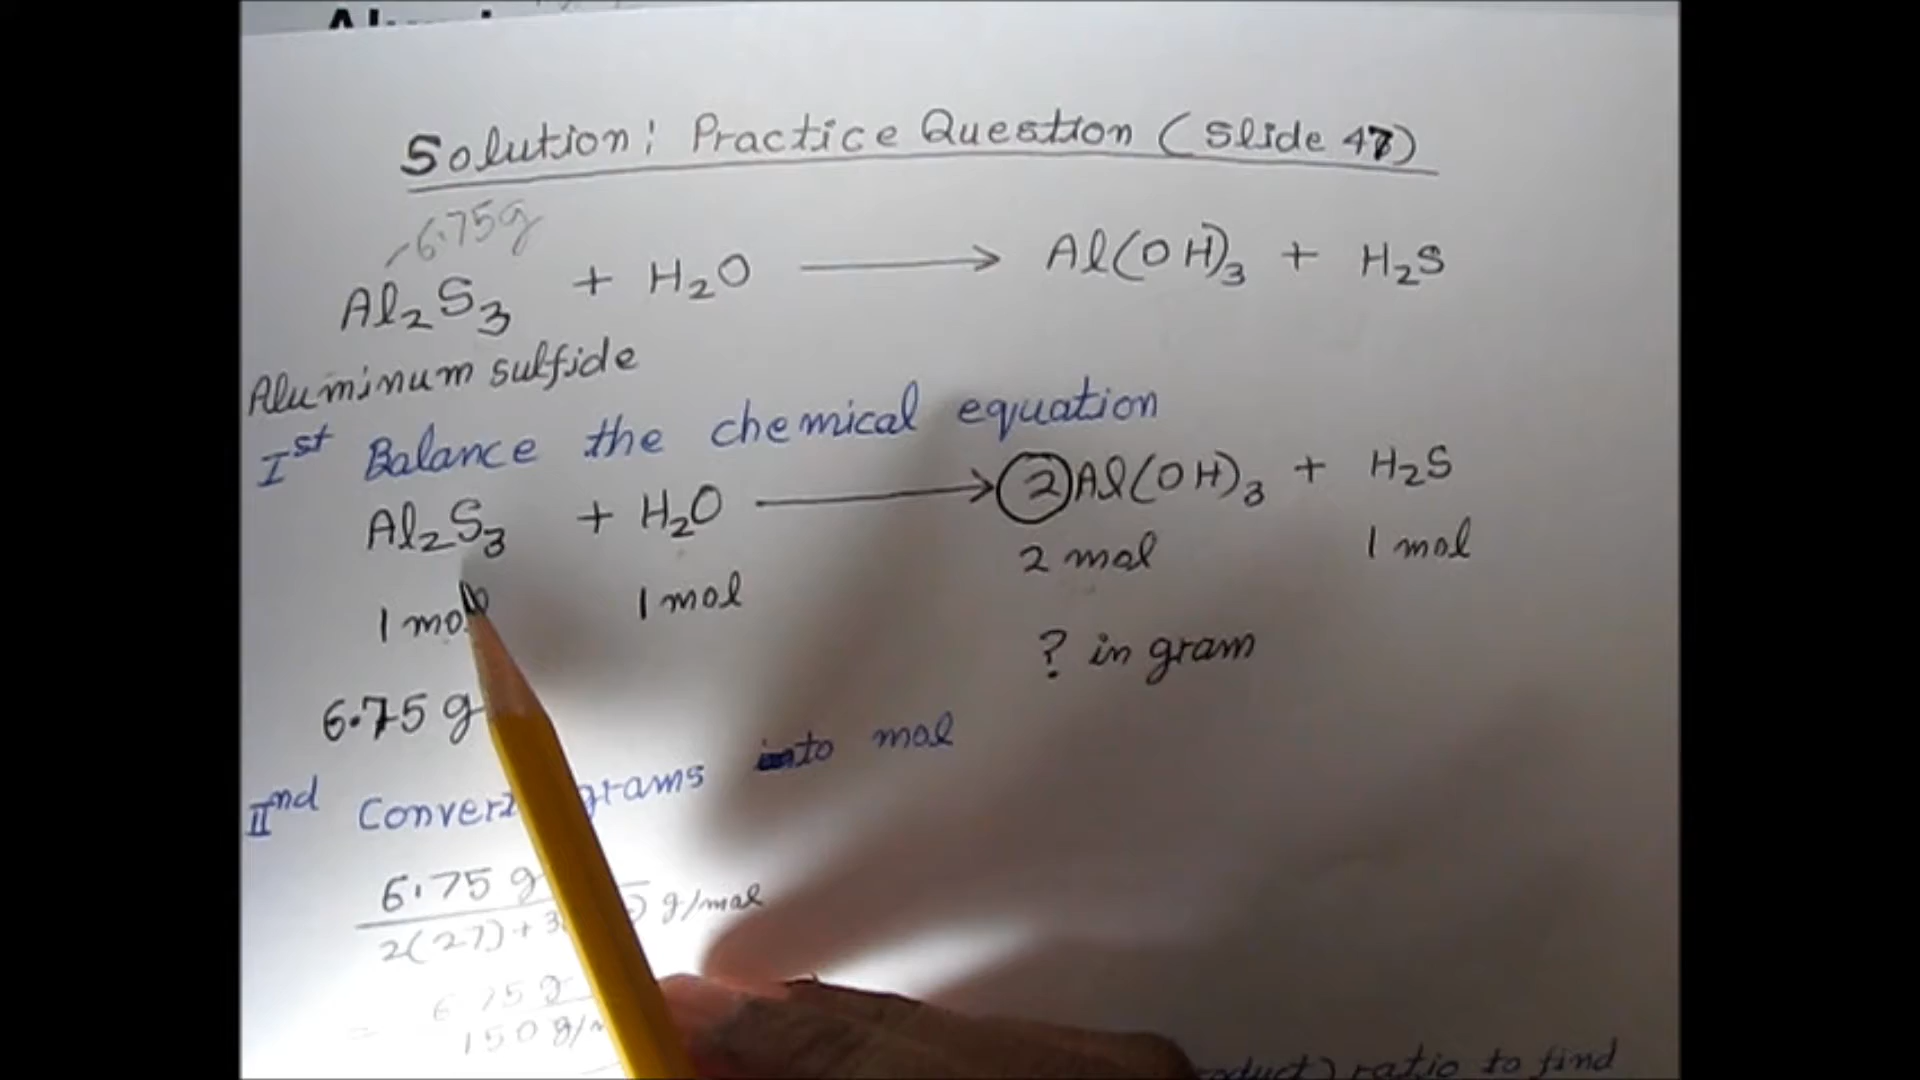 Solution: Practice Question (Slide 47)
6.75g
Al2S3 + H2O → Al(OH)3 + H2S
Aluminum sulfide
Ist Balance the chemical equation
Al2S3 + H2O → 2Al(OH)3 + H2S
1 mol 1 mol 2 mol 1 mol
6.75 g ? in gram
IInd Convert grams into mol
6.75 g
2(27) + 3 g/mol
= 6.75 g
150 g/m
ratio to find